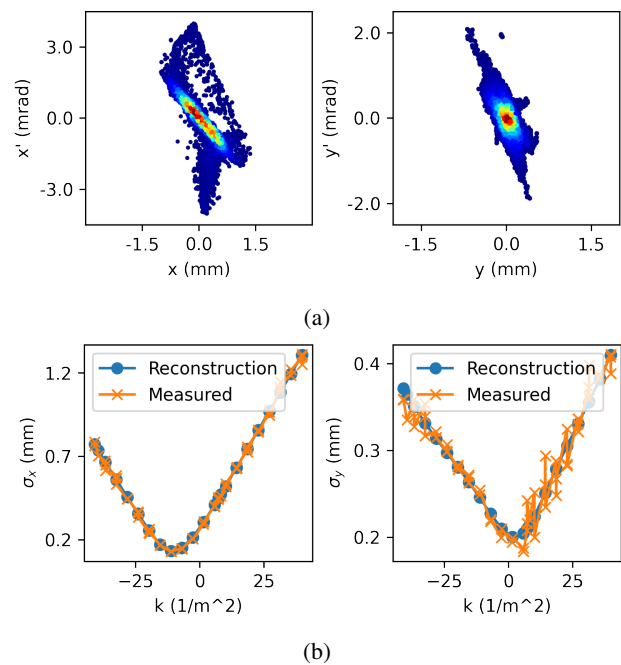 3.0
0.0
-3.0
x' (mrad)
-1.5 0.0 1.5
x (mm)
2.0
0.0
-2.0
y' (mrad)
-1.5 0.0 1.5
y (mm)
(a)
Reconstruction
Measured
1.2
0.7
0.2
σx (mm)
−25 0 25
k (1/m^2)
Reconstruction
Measured
0.4
0.3
0.2
σy (mm)
−25 0 25
k (1/m^2)
(b)